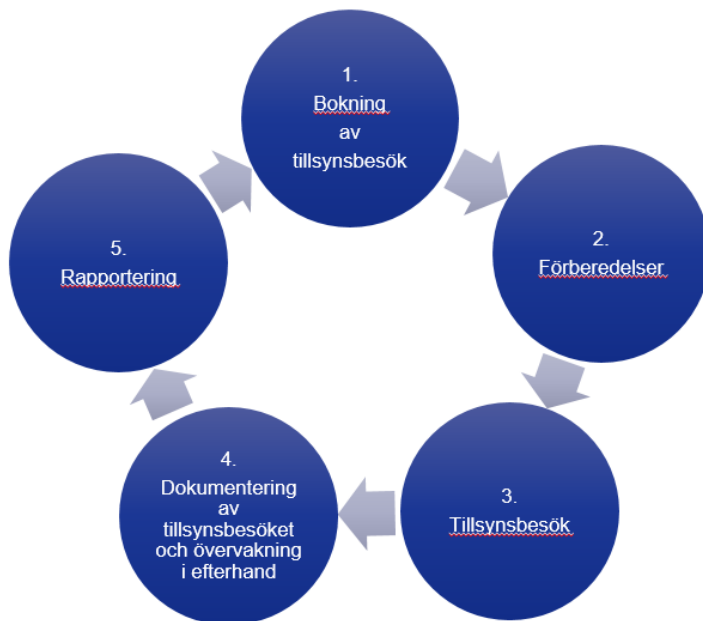 1.
Bokning
av
tillsynsbesök
2.
Förberedelser
3.
Tillsynsbesök
4.
Dokumentering
av
tillsynsbesöket
och övervakning
i efterhand
5.
Rapportering